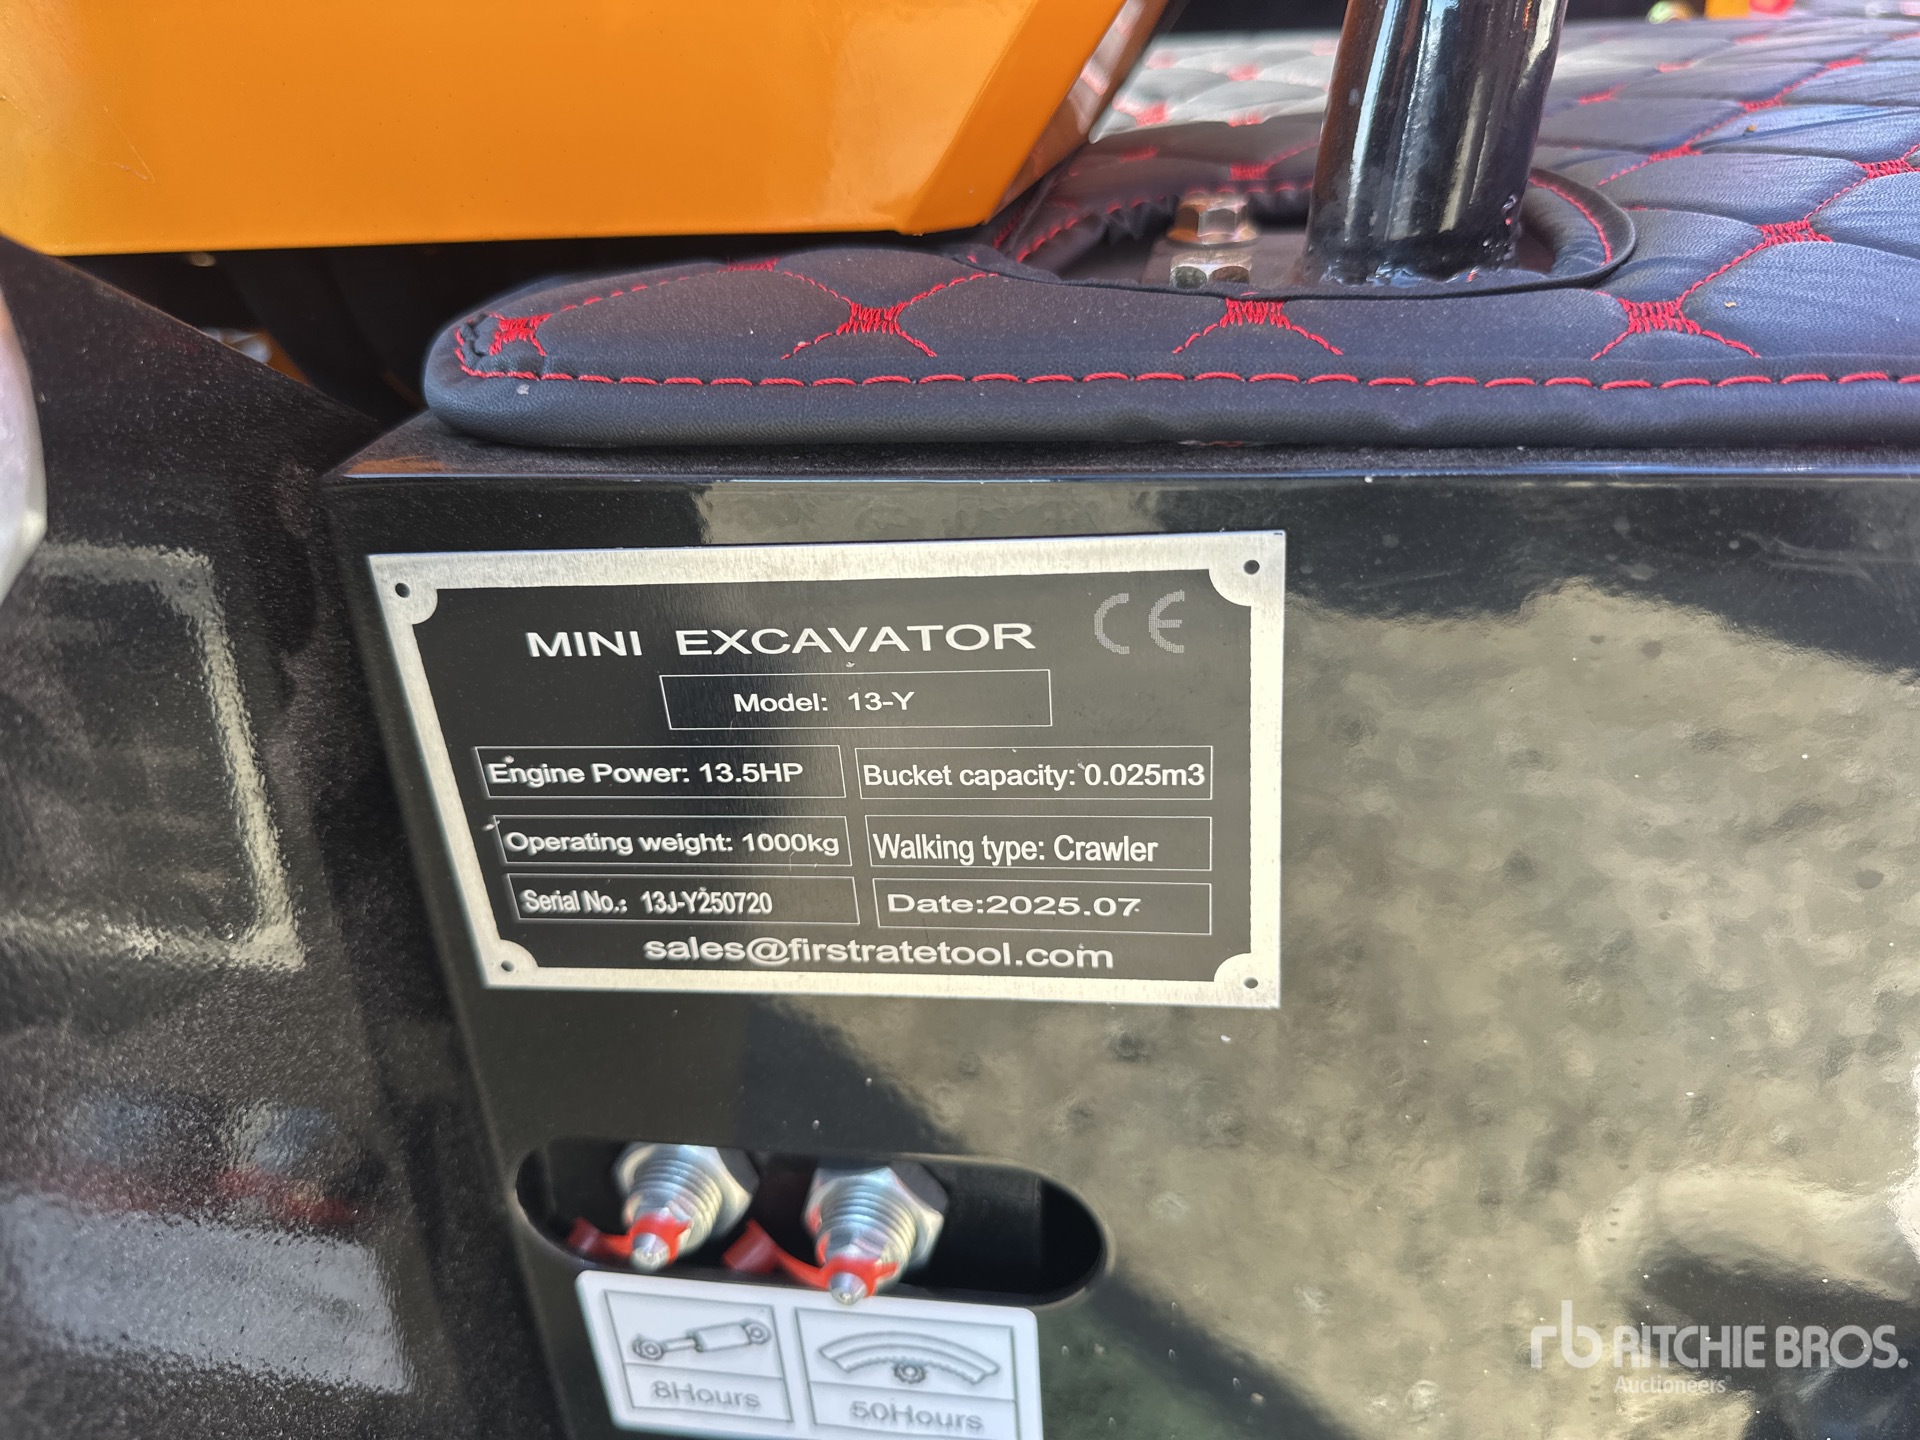 MINI EXCAVATOR CE
Model: 13-Y
Engine Power: 13.5HP
Bucket capacity: 0.025m3
Operating weight: 1000kg
Walking type: Crawler
Serial No.: 13J-Y250720
Date:2025.07
sales@firstratetool.com
8Hours
50Hours
rb RITCHIE BROS.
Auctioneers